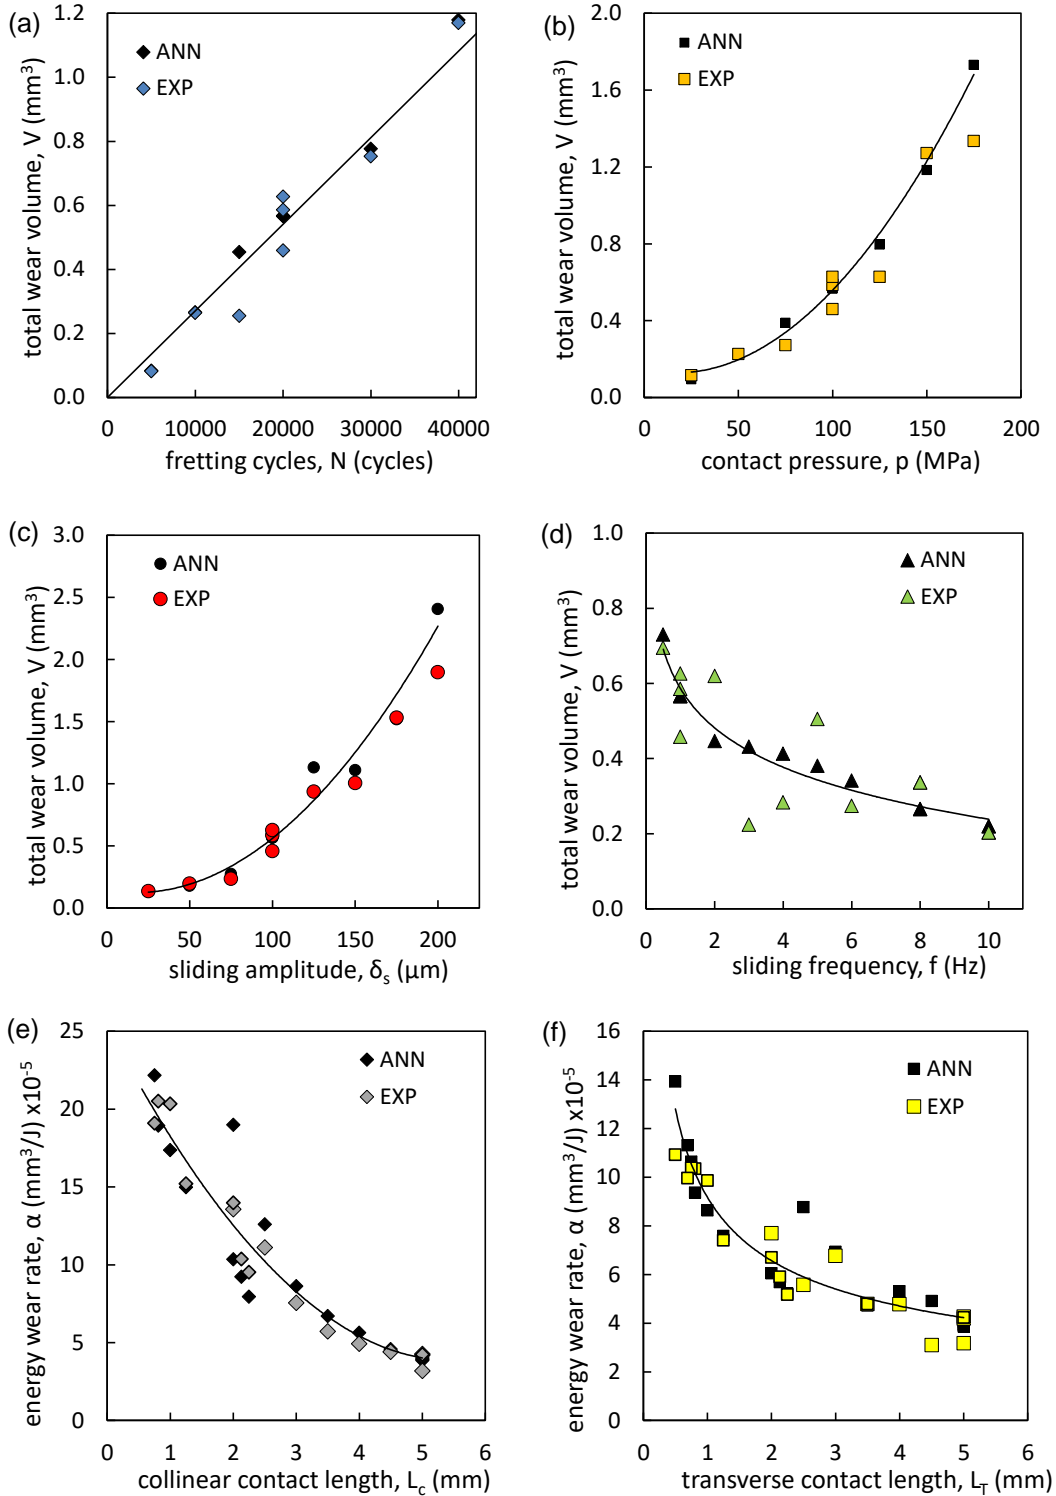 (a)
total wear volume, V (mm³)
1.2
1.0
0.8
0.6
0.4
0.2
0.0
ANN
EXP
0 10000 20000 30000 40000
fretting cycles, N (cycles)
(b)
total wear volume, V (mm³)
2.0
1.6
1.2
0.8
0.4
0.0
ANN
EXP
0 50 100 150 200
contact pressure, p (MPa)
(c)
total wear volume, V (mm³)
3.0
2.5
2.0
1.5
1.0
0.5
0.0
ANN
EXP
0 50 100 150 200
sliding amplitude, δₛ (μm)
(d)
total wear volume, V (mm³)
1.0
0.8
0.6
0.4
0.2
0.0
ANN
EXP
0 2 4 6 8 10
sliding frequency, f (Hz)
(e)
energy wear rate, α (mm³/J) x10⁻⁵
25
20
15
10
5
0
ANN
EXP
0 1 2 3 4 5 6
collinear contact length, L_c (mm)
(f)
energy wear rate, α (mm³/J) x10⁻⁵
16
14
12
10
8
6
4
2
0
ANN
EXP
0 1 2 3 4 5 6
transverse contact length, L_T (mm)